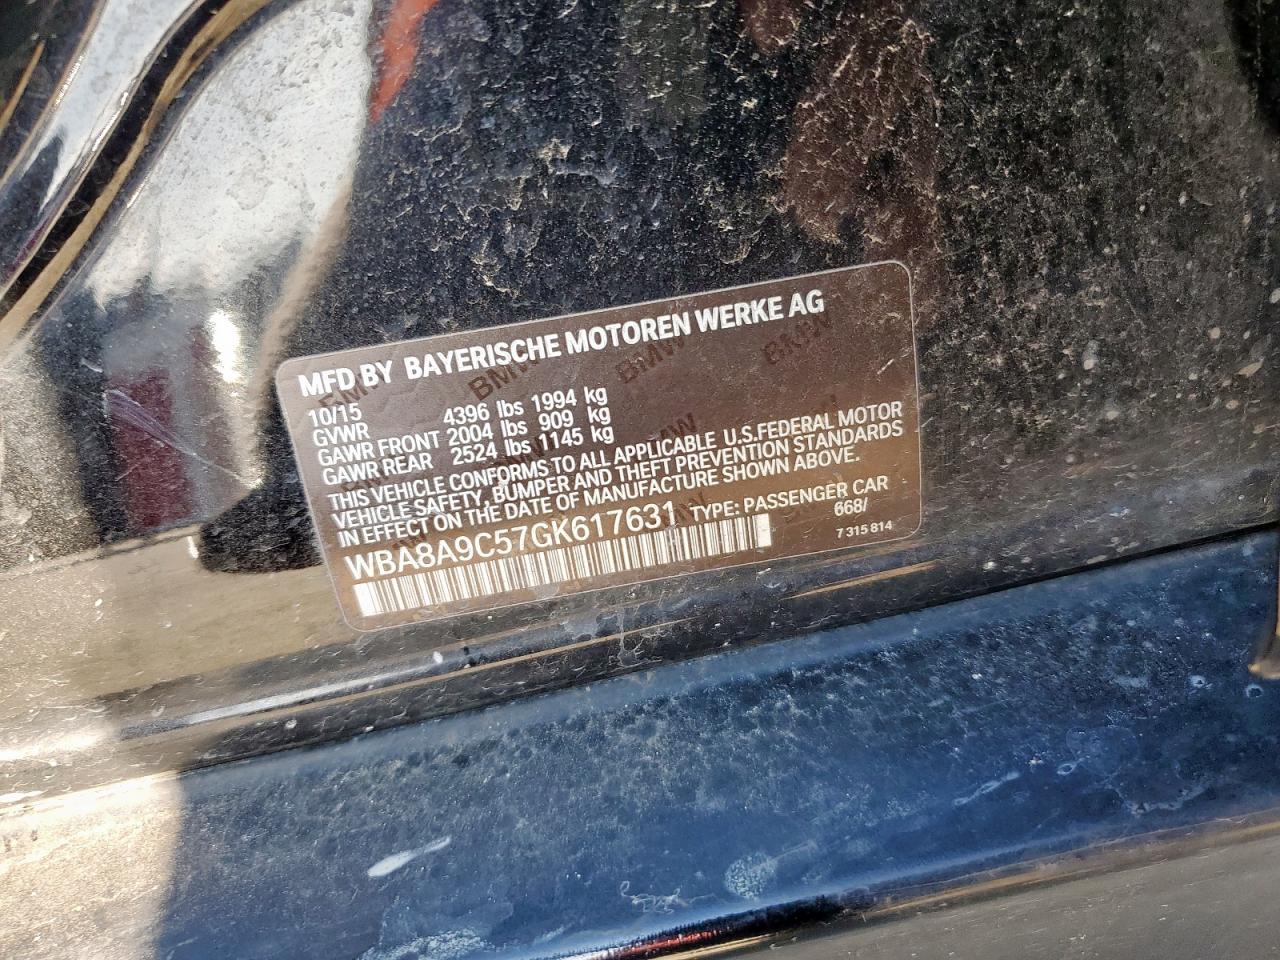 MFD BY BAYERISCHE MOTOREN WERKE AG
10/15
GVWR 4396 lbs 1994 kg
GAWR FRONT 2004 lbs 909 kg
GAWR REAR 2524 lbs 1145 kg
THIS VEHICLE CONFORMS TO ALL APPLICABLE U.S.FEDERAL MOTOR
VEHICLE SAFETY, BUMPER AND THEFT PREVENTION STANDARDS
IN EFFECT ON THE DATE OF MANUFACTURE SHOWN ABOVE.
WBA8A9C57GK617631 TYPE: PASSENGER CAR
668/
7 315 814